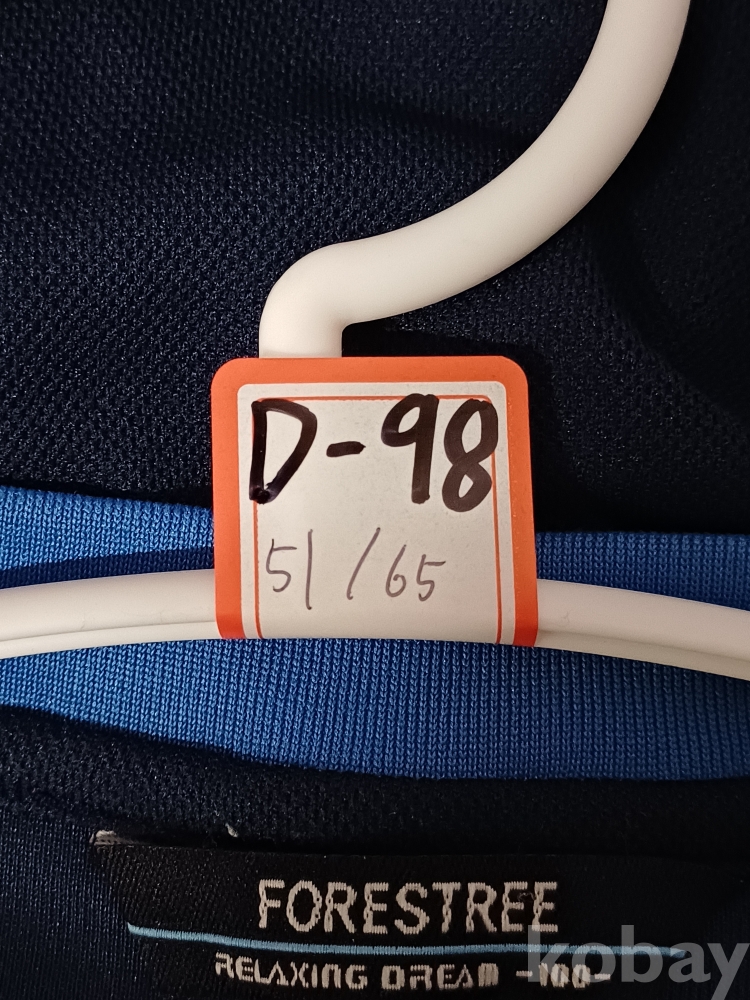 D-98
51/65
FORESTREE
RELAXING DREAM -100-
kobay